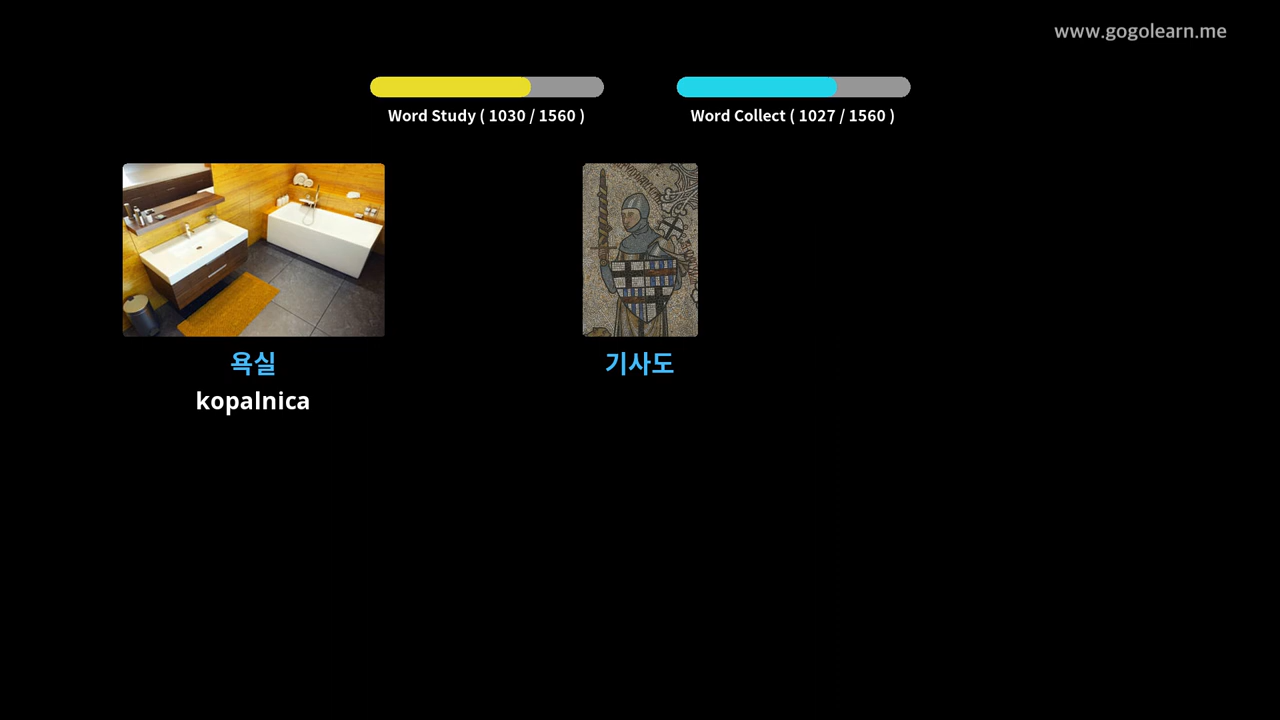 www.gogolearn.me
Word Study ( 1030 / 1560 )
Word Collect ( 1027 / 1560 )
욕실
kopalnica
기사도